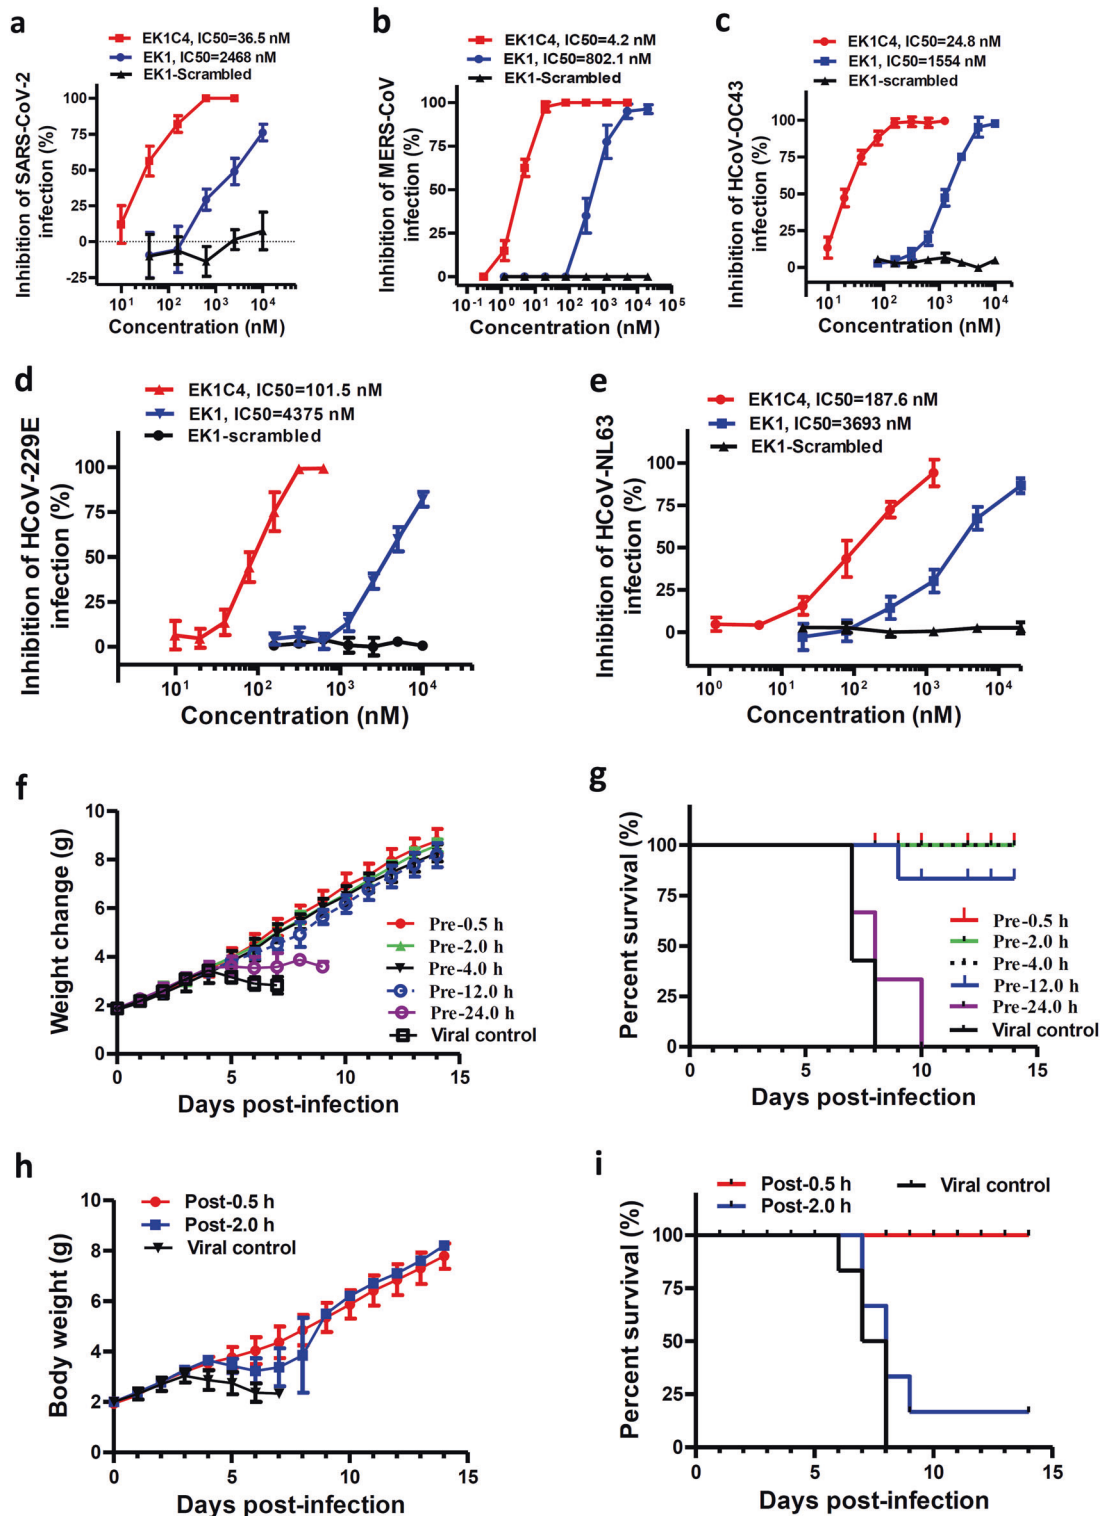 a
EK1C4, IC50=36.5 nM
EK1, IC50=2468 nM
EK1-Scrambled
Inhibition of SARS-CoV-2
infection (%)
100
75
50
25
0
-25
10¹ 10² 10³ 10⁴
Concentration (nM)
b
EK1C4, IC50=4.2 nM
EK1, IC50=802.1 nM
EK1-Scrambled
Inhibition of MERS-CoV
infection (%)
100
75
50
25
0
10⁻¹ 10⁰ 10¹ 10² 10³ 10⁴ 10⁵
Concentration (nM)
c
EK1C4, IC50=24.8 nM
EK1, IC50=1554 nM
EK1-scrambled
Inhibition of HCoV-OC43
infection (%)
100
75
50
25
0
10¹ 10² 10³ 10⁴
Concentration (nM)
d
EK1C4, IC50=101.5 nM
EK1, IC50=4375 nM
EK1-scrambled
Inhibition of HCoV-229E
infection (%)
100
75
50
25
0
10¹ 10² 10³ 10⁴
Concentration (nM)
e
EK1C4, IC50=187.6 nM
EK1, IC50=3693 nM
EK1-Scrambled
Inhibition of HCoV-NL63
infection (%)
100
75
50
25
0
10⁰ 10¹ 10² 10³ 10⁴
Concentration (nM)
f
Weight change (g)
10
8
6
4
2
0
Pre-0.5 h
Pre-2.0 h
Pre-4.0 h
Pre-12.0 h
Pre-24.0 h
Viral control
0 5 10 15
Days post-infection
g
Percent survival (%)
100
75
50
25
0
Pre-0.5 h
Pre-2.0 h
Pre-4.0 h
Pre-12.0 h
Pre-24.0 h
Viral control
0 5 10 15
Days post-infection
h
Post-0.5 h
Post-2.0 h
Viral control
Body weight (g)
10
8
6
4
2
0
0 5 10 15
Days post-infection
i
Post-0.5 h
Post-2.0 h
Viral control
Percent survival (%)
100
75
50
25
0
0 5 10 15
Days post-infection